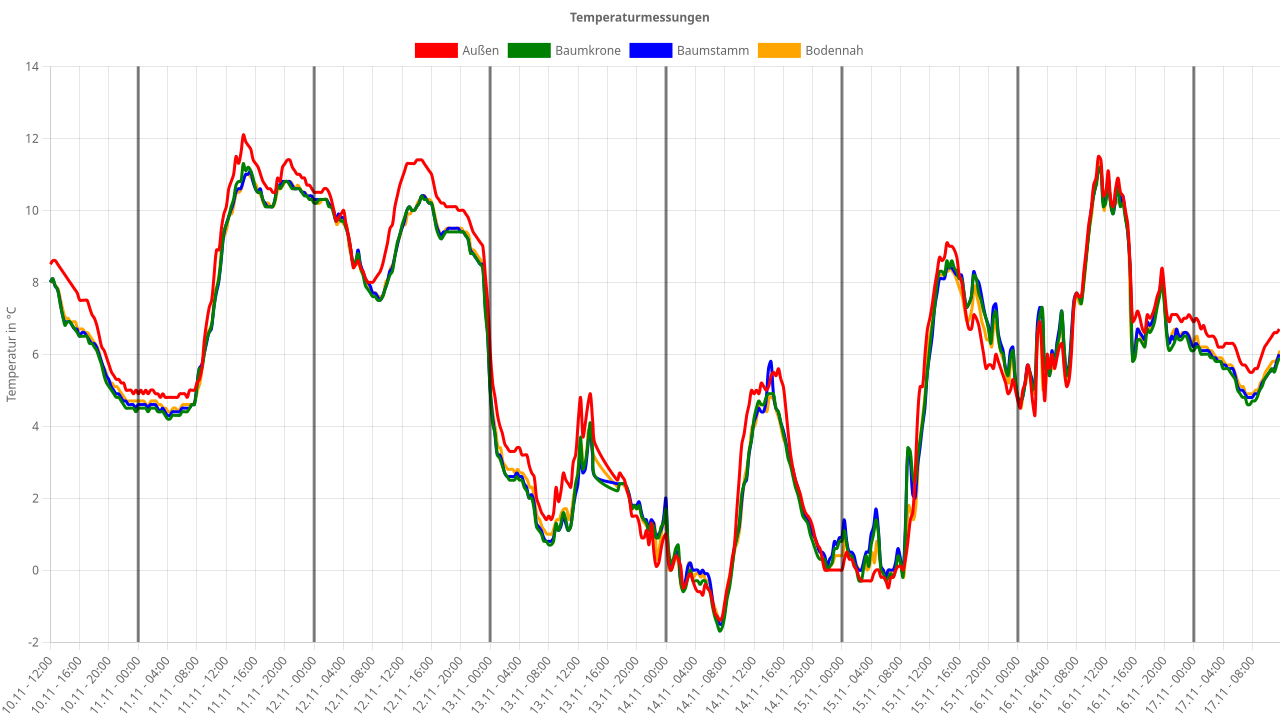 Temperaturmessungen
Außen Baumkrone Baumstamm Bodennah
Temperatur in °C
14
12
10
8
6
4
2
0
-2
10.11 - 12:00
10.11 - 16:00
10.11 - 20:00
11.11 - 00:00
11.11 - 04:00
11.11 - 08:00
11.11 - 12:00
11.11 - 16:00
11.11 - 20:00
12.11 - 00:00
12.11 - 04:00
12.11 - 08:00
12.11 - 12:00
12.11 - 16:00
12.11 - 20:00
13.11 - 00:00
13.11 - 04:00
13.11 - 08:00
13.11 - 12:00
13.11 - 16:00
13.11 - 20:00
14.11 - 00:00
14.11 - 04:00
14.11 - 08:00
14.11 - 12:00
14.11 - 16:00
14.11 - 20:00
15.11 - 00:00
15.11 - 04:00
15.11 - 08:00
15.11 - 12:00
15.11 - 16:00
15.11 - 20:00
16.11 - 00:00
16.11 - 04:00
16.11 - 08:00
16.11 - 12:00
16.11 - 16:00
16.11 - 20:00
17.11 - 00:00
17.11 - 04:00
17.11 - 08:00